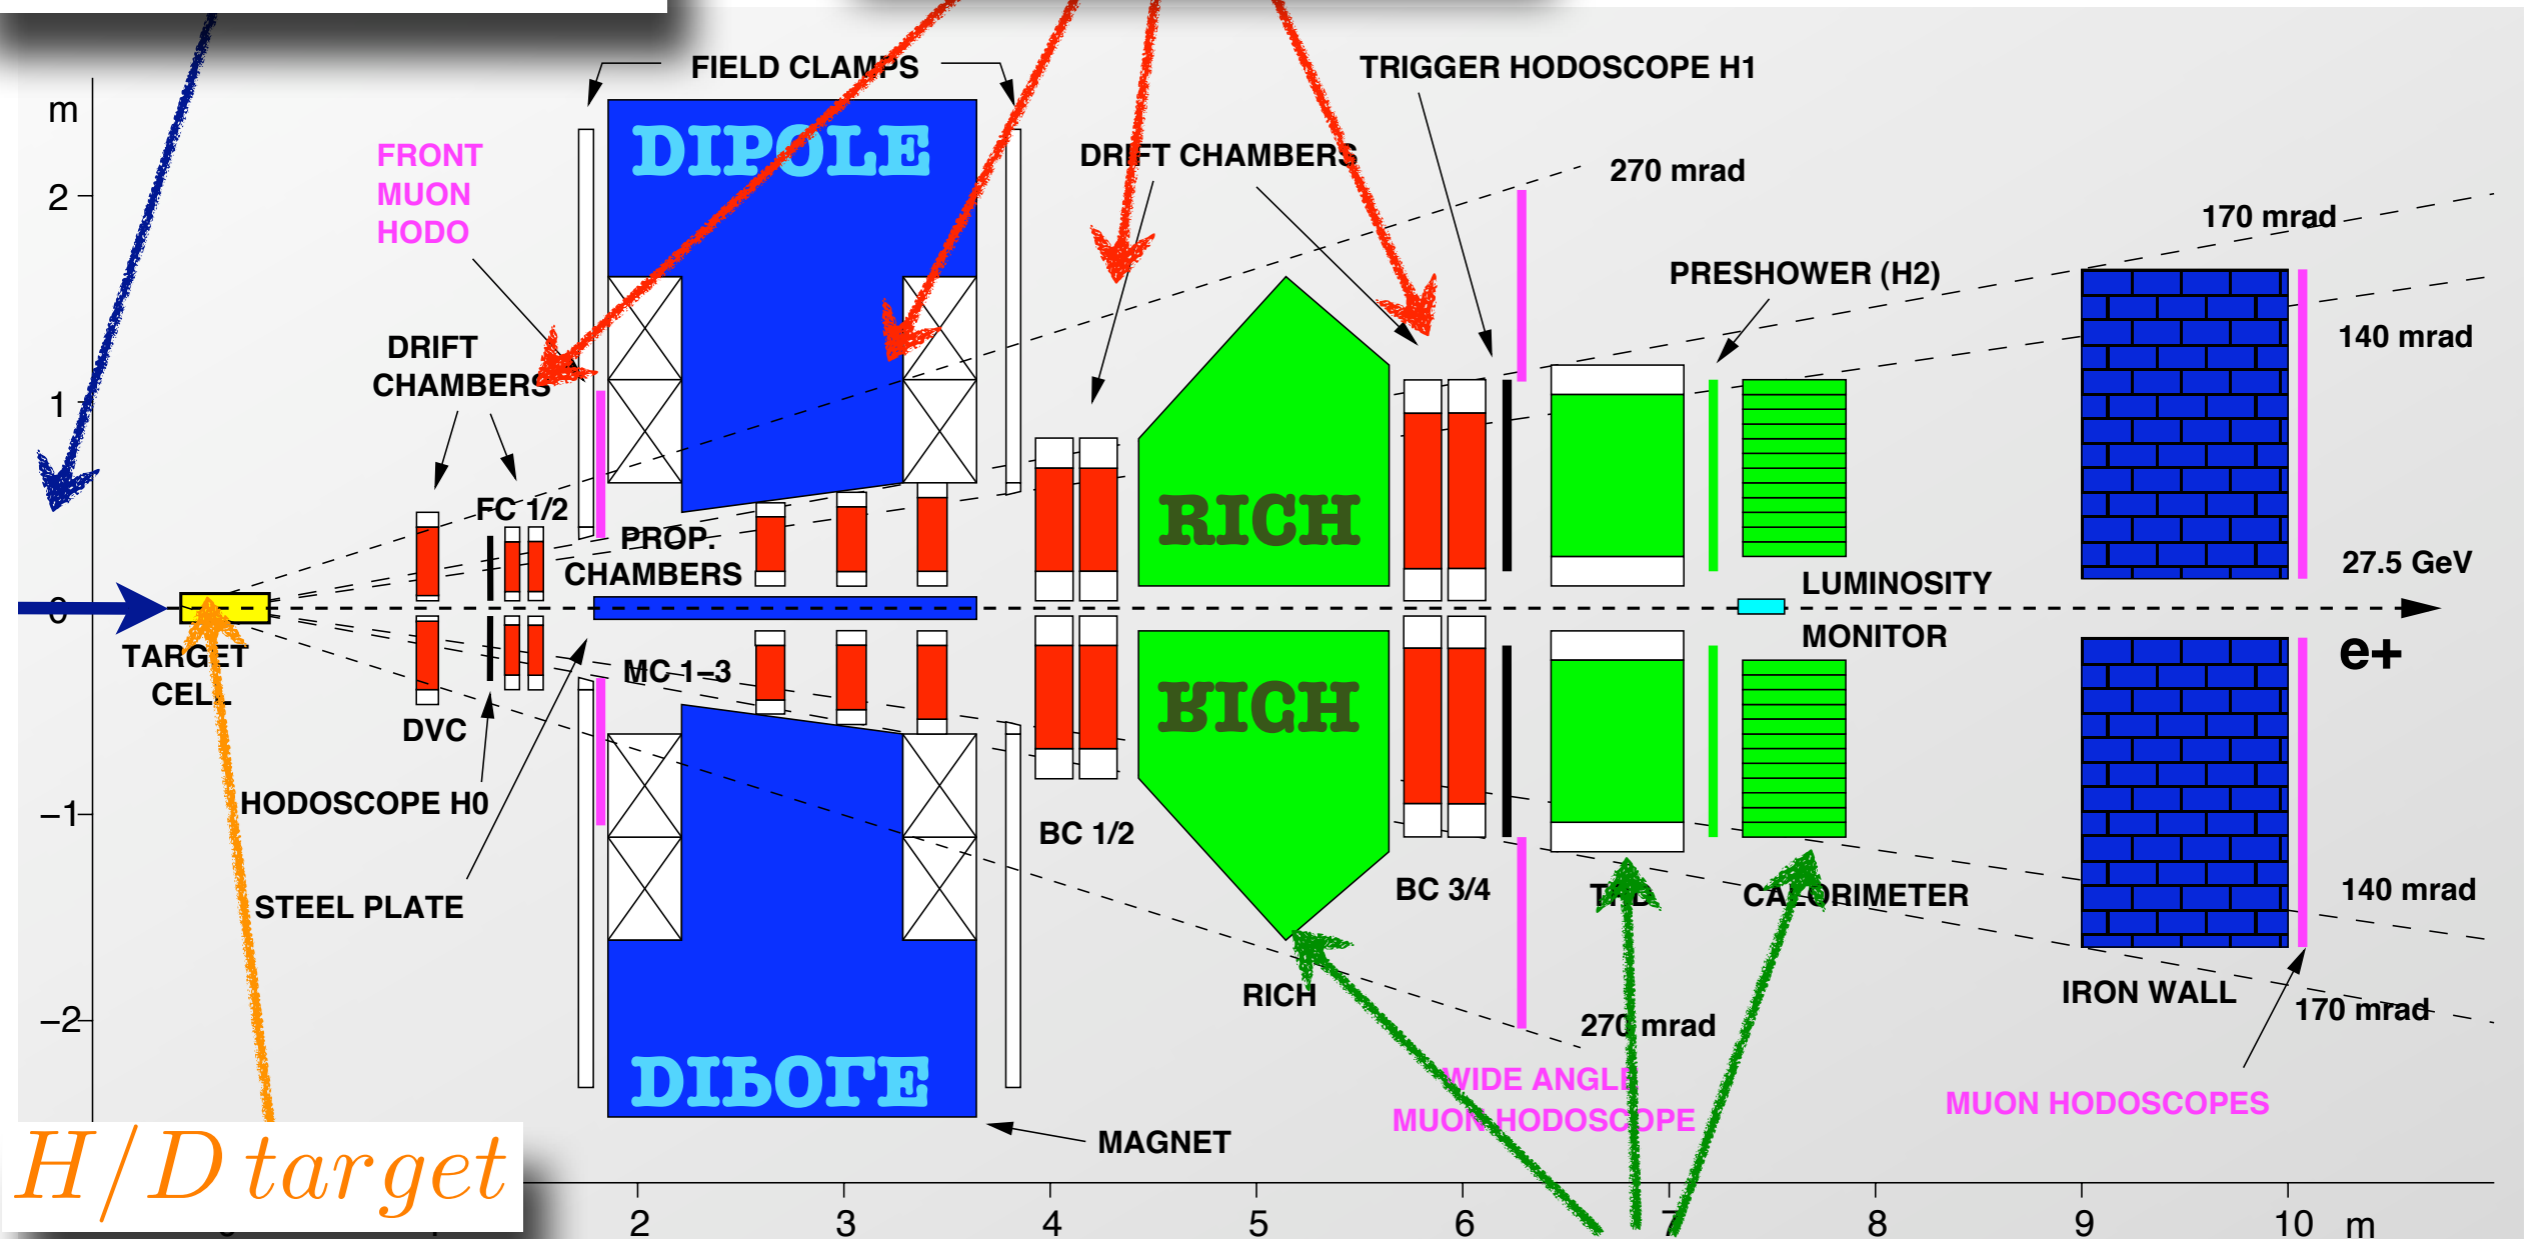 FIELD CLAMPS
TRIGGER HODOSCOPE H1
m
DIPOLE
FRONT
MUON
HODO
DRIFT CHAMBERS
270 mrad
2
170 mrad
PRESHOWER (H2)
140 mrad
DRIFT
CHAMBERS
1
FC 1/2
RICH
PROP.
CHAMBERS
27.5 GeV
LUMINOSITY
0
MONITOR
e+
TARGET
CELL
MC 1–3
RICH
DVC
HODOSCOPE H0
−1
BC 1/2
BC 3/4
TRD
CALORIMETER
140 mrad
STEEL PLATE
RICH
IRON WALL
170 mrad
−2
270 mrad
DIPOLE
WIDE ANGLE
MUON HODOSCOPE
MUON HODOSCOPES
MAGNET
H/D target
2 3 4 5 6 7 8 9 10 m